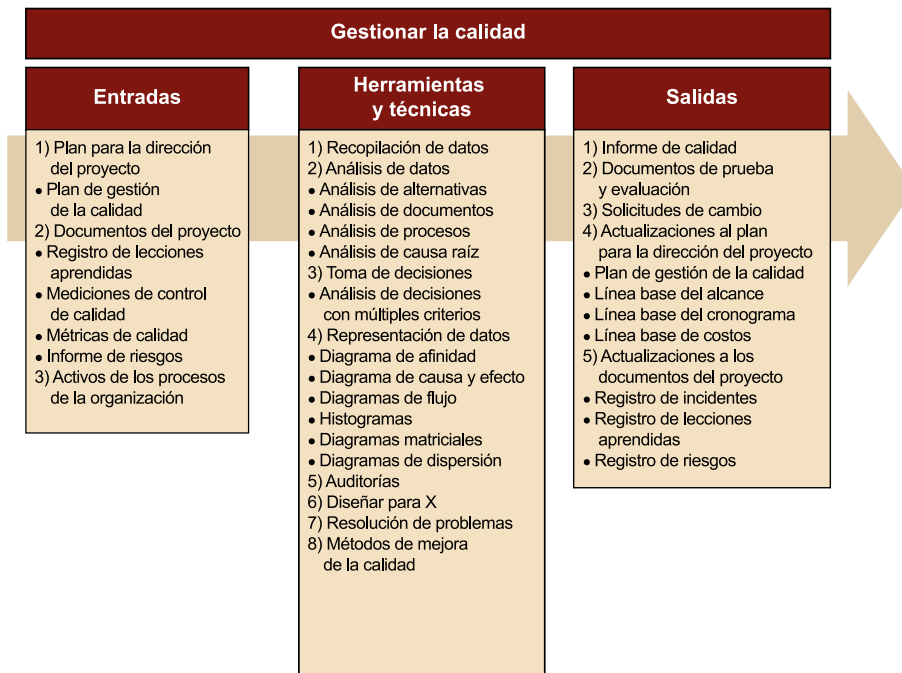 Gestionar la calidad
Entradas
1) Plan para la dirección
del proyecto
• Plan de gestión
de la calidad
2) Documentos del proyecto
• Registro de lecciones
aprendidas
• Mediciones de control
de calidad
• Métricas de calidad
• Informe de riesgos
3) Activos de los procesos
de la organización
Herramientas
y técnicas
1) Recopilación de datos
2) Análisis de datos
• Análisis de alternativas
• Análisis de documentos
• Análisis de procesos
• Análisis de causa raíz
3) Toma de decisiones
• Análisis de decisiones
con múltiples criterios
4) Representación de datos
• Diagrama de afinidad
• Diagrama de causa y efecto
• Diagramas de flujo
• Histogramas
• Diagramas matriciales
• Diagramas de dispersión
5) Auditorías
6) Diseñar para X
7) Resolución de problemas
8) Métodos de mejora
de la calidad
Salidas
1) Informe de calidad
2) Documentos de prueba
y evaluación
3) Solicitudes de cambio
4) Actualizaciones al plan
para la dirección del proyecto
• Plan de gestión de la calidad
• Línea base del alcance
• Línea base del cronograma
• Línea base de costos
5) Actualizaciones a los
documentos del proyecto
• Registro de incidentes
• Registro de lecciones
aprendidas
• Registro de riesgos